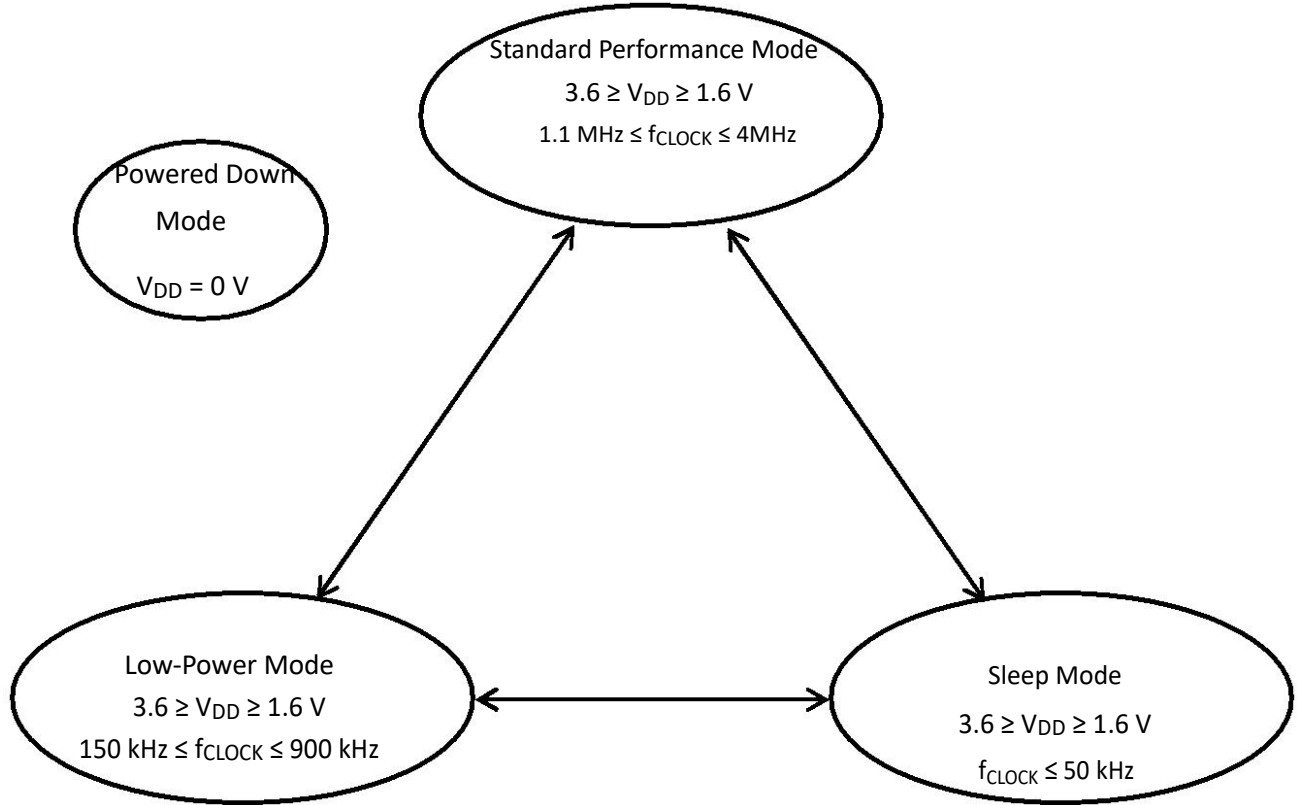 Standard Performance Mode
3.6 ≥ VDD ≥ 1.6 V
1.1 MHz ≤ fCLOCK ≤ 4MHz
Powered Down
Mode
VDD = 0 V
Low-Power Mode
3.6 ≥ VDD ≥ 1.6 V
150 kHz ≤ fCLOCK ≤ 900 kHz
Sleep Mode
3.6 ≥ VDD ≥ 1.6 V
fCLOCK ≤ 50 kHz